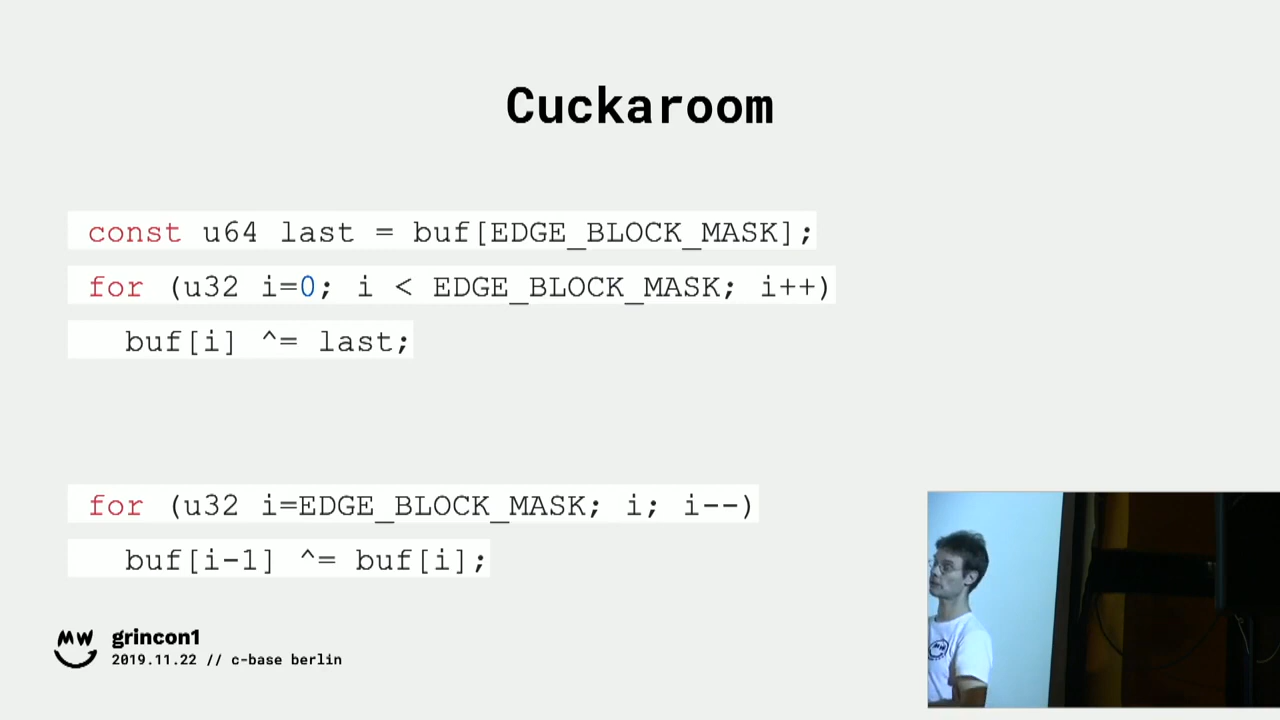 Cuckaroom
const u64 last = buf[EDGE_BLOCK_MASK];
for (u32 i=0; i < EDGE_BLOCK_MASK; i++)
buf[i] ^= last;
for (u32 i=EDGE_BLOCK_MASK; i; i--)
buf[i-1] ^= buf[i];
MW
grincon1
2019.11.22 // c-base berlin